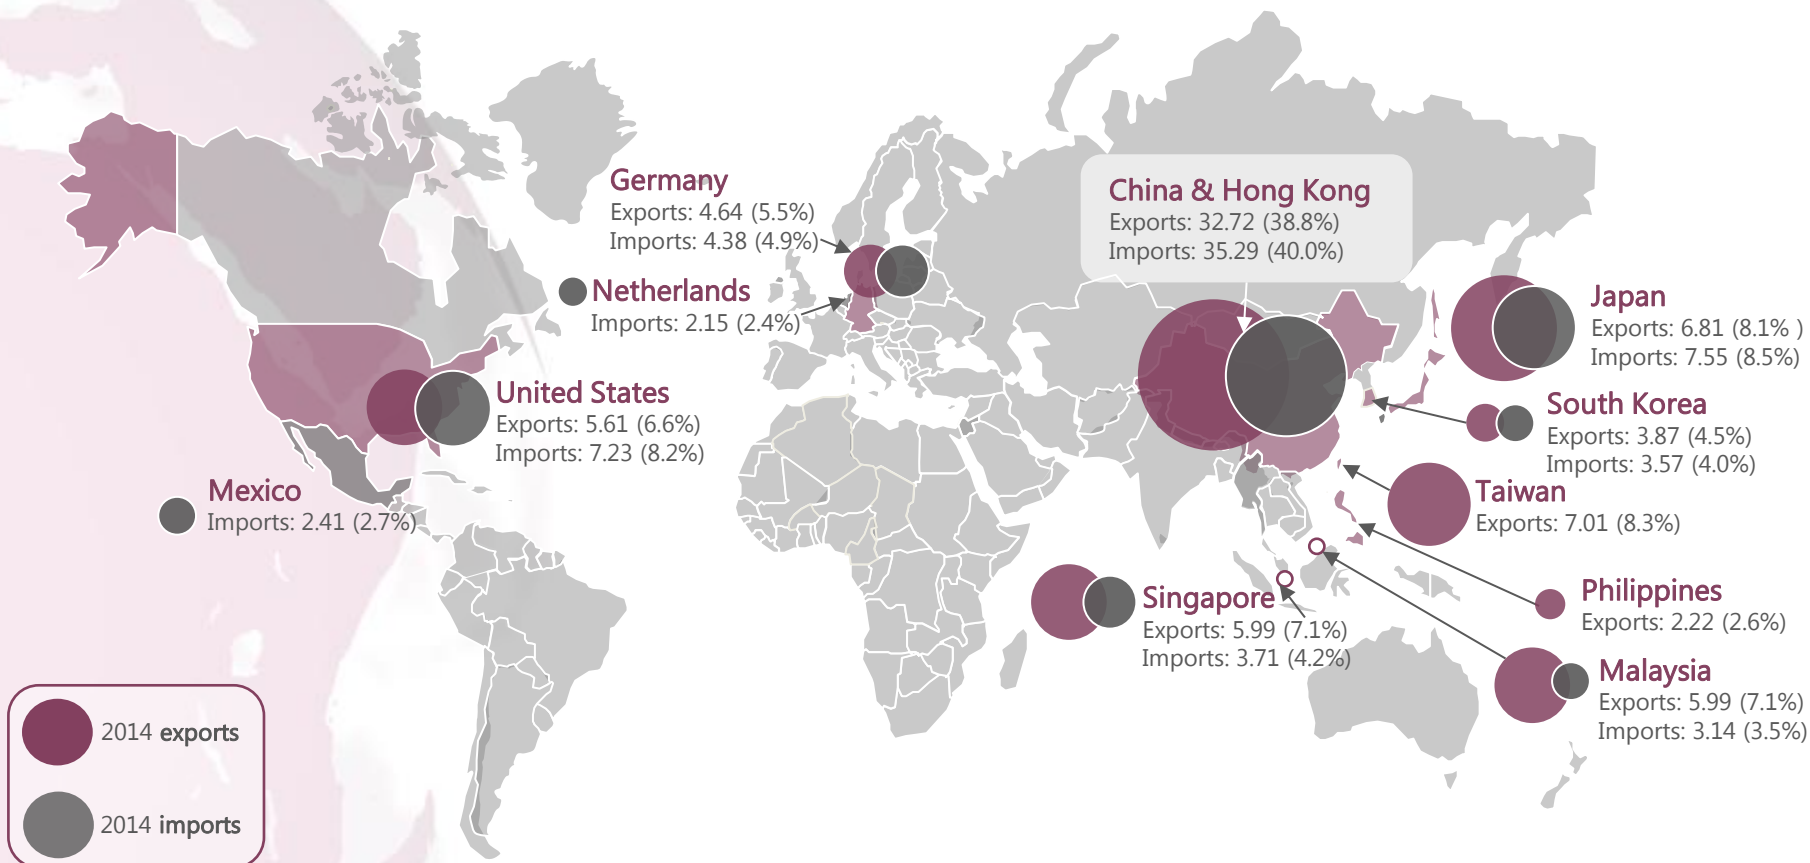 Germany
Exports: 4.64 (5.5%)
Imports: 4.38 (4.9%)
Netherlands
Imports: 2.15 (2.4%)
United States
Exports: 5.61 (6.6%)
Imports: 7.23 (8.2%)
Mexico
Imports: 2.41 (2.7%)
China & Hong Kong
Exports: 32.72 (38.8%)
Imports: 35.29 (40.0%)
Japan
Exports: 6.81 (8.1% )
Imports: 7.55 (8.5%)
South Korea
Exports: 3.87 (4.5%)
Imports: 3.57 (4.0%)
Taiwan
Exports: 7.01 (8.3%)
Philippines
Exports: 2.22 (2.6%)
Singapore
Exports: 5.99 (7.1%)
Imports: 3.71 (4.2%)
Malaysia
Exports: 5.99 (7.1%)
Imports: 3.14 (3.5%)
2014 exports
2014 imports